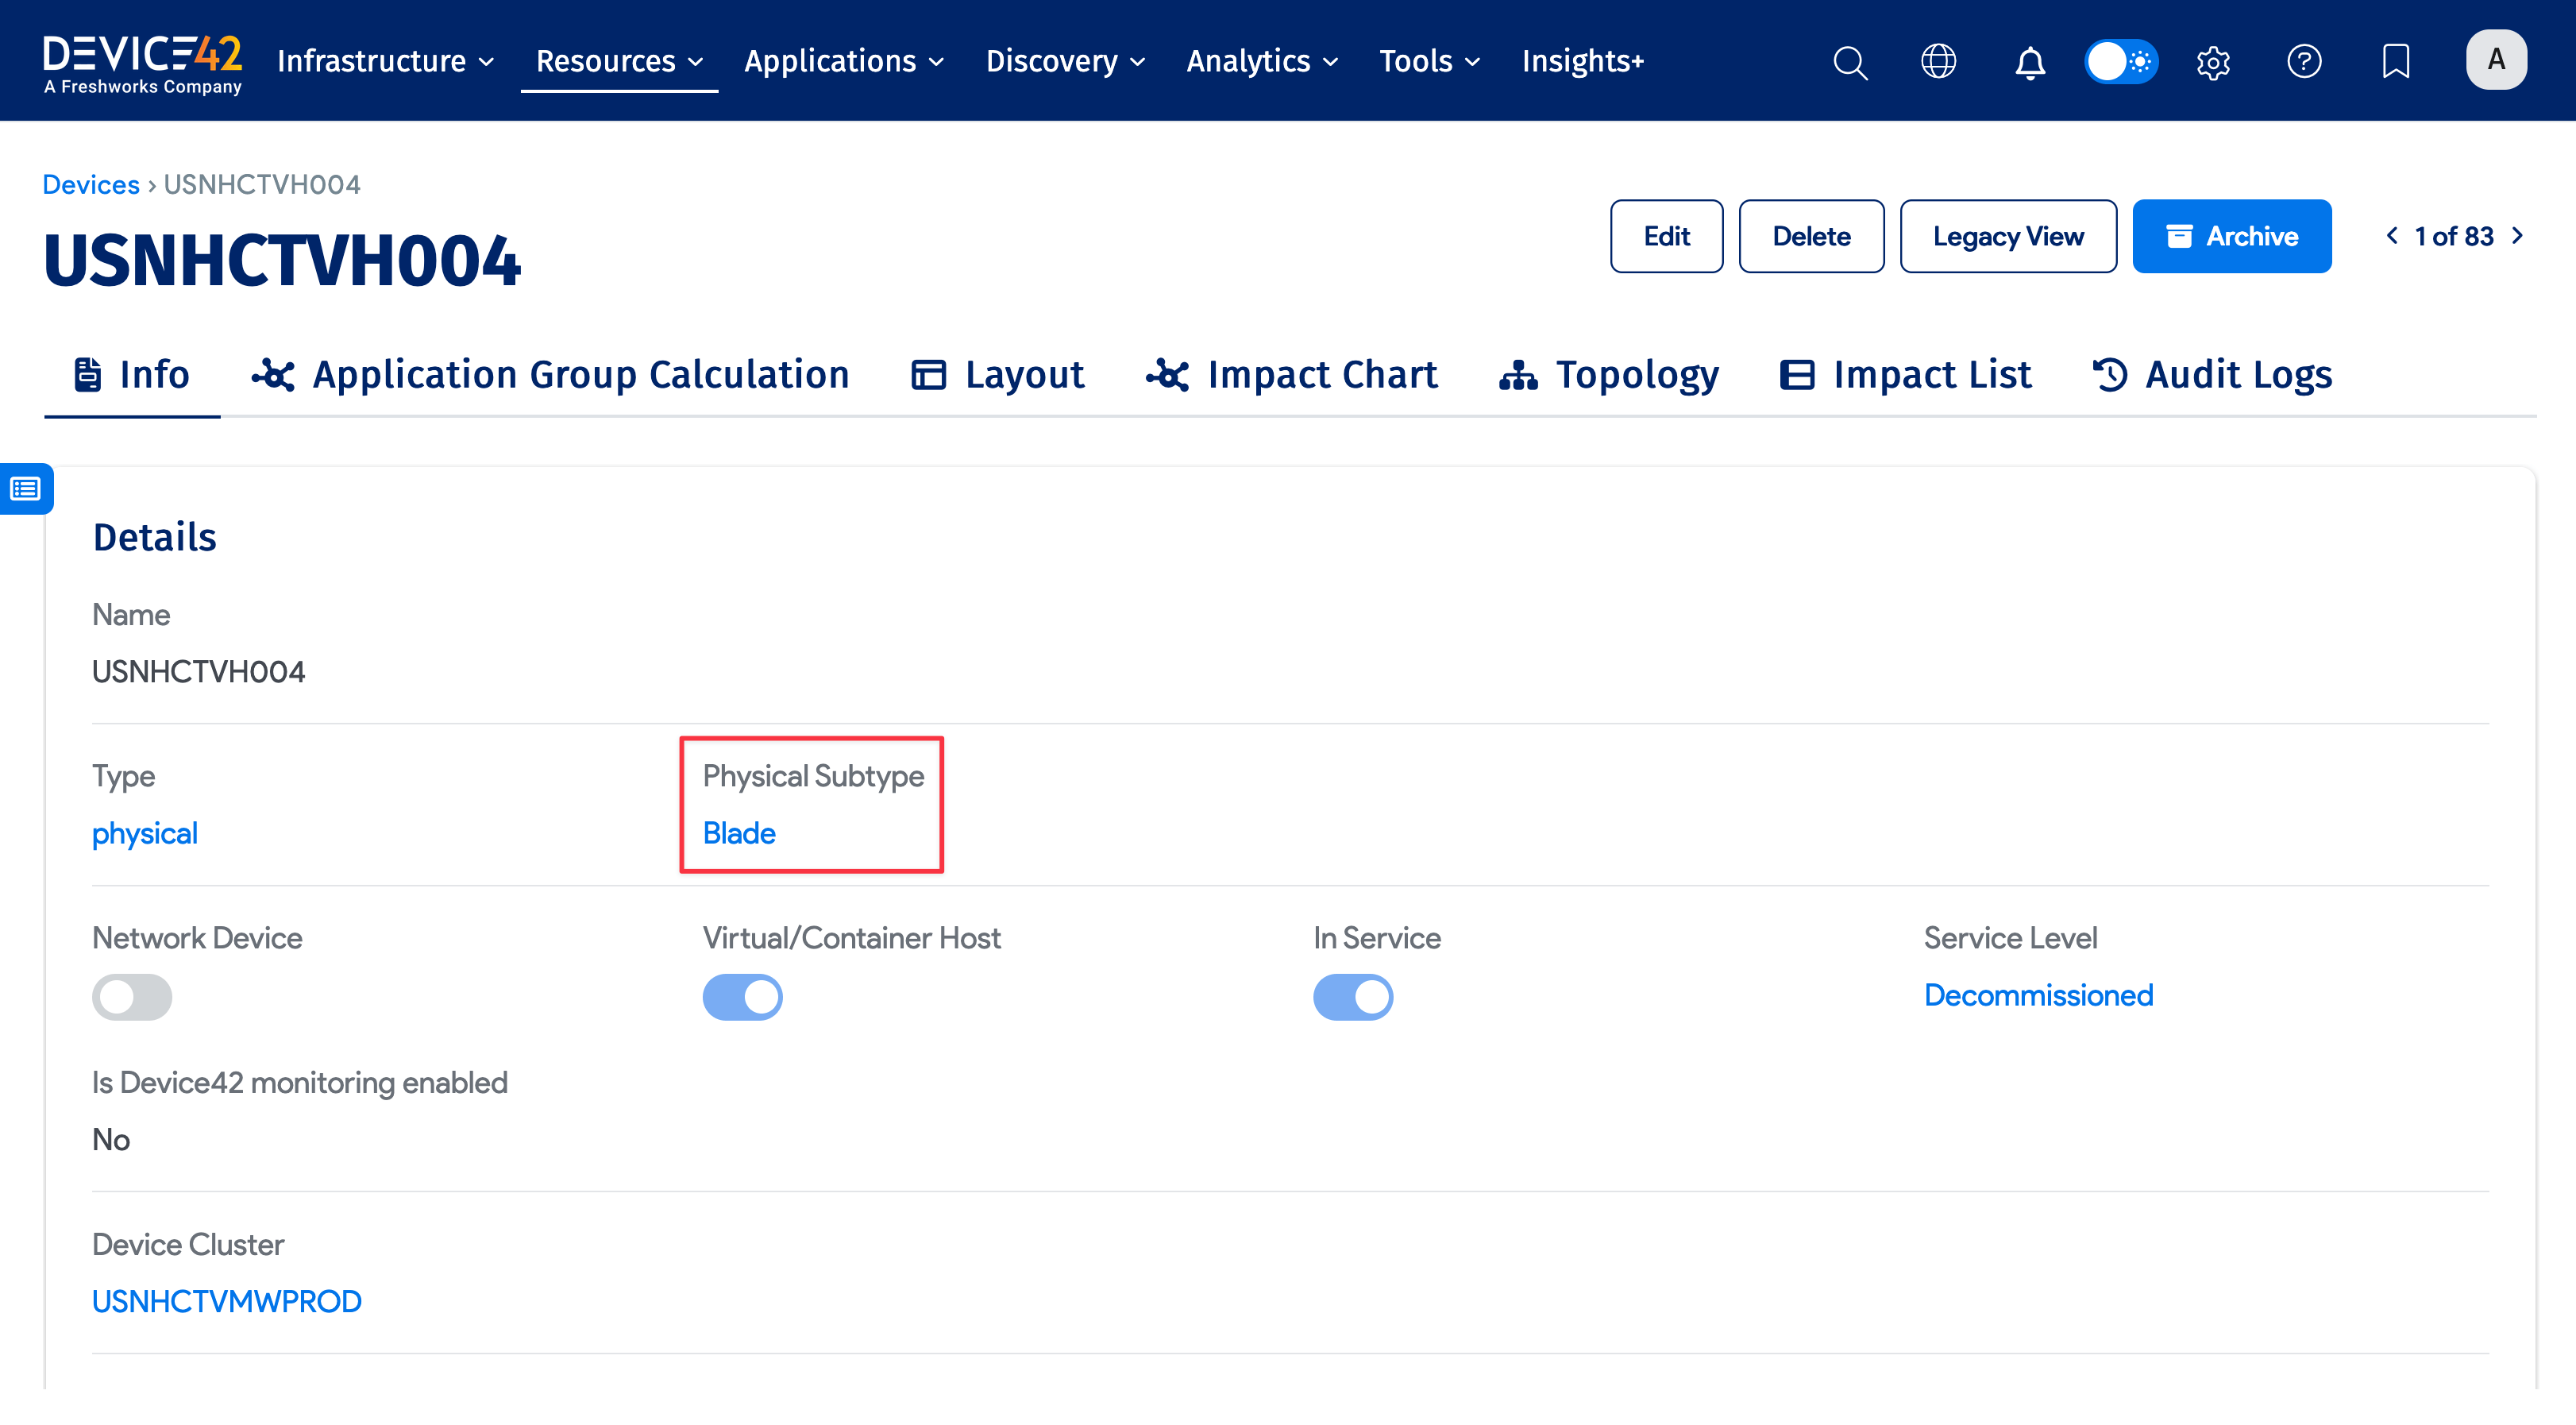 DEVICE42
A Freshworks Company
Infrastructure Resources Applications Discovery Analytics Tools Insights+
A
Devices › USNHCTVH004
USNHCTVH004
Edit Delete Legacy View Archive 1 of 83
Info Application Group Calculation Layout Impact Chart Topology Impact List Audit Logs
Details
Name
USNHCTVH004
Type Physical Subtype
physical Blade
Network Device Virtual/Container Host In Service Service Level
Decommissioned
Is Device42 monitoring enabled
No
Device Cluster
USNHCTVMWPROD